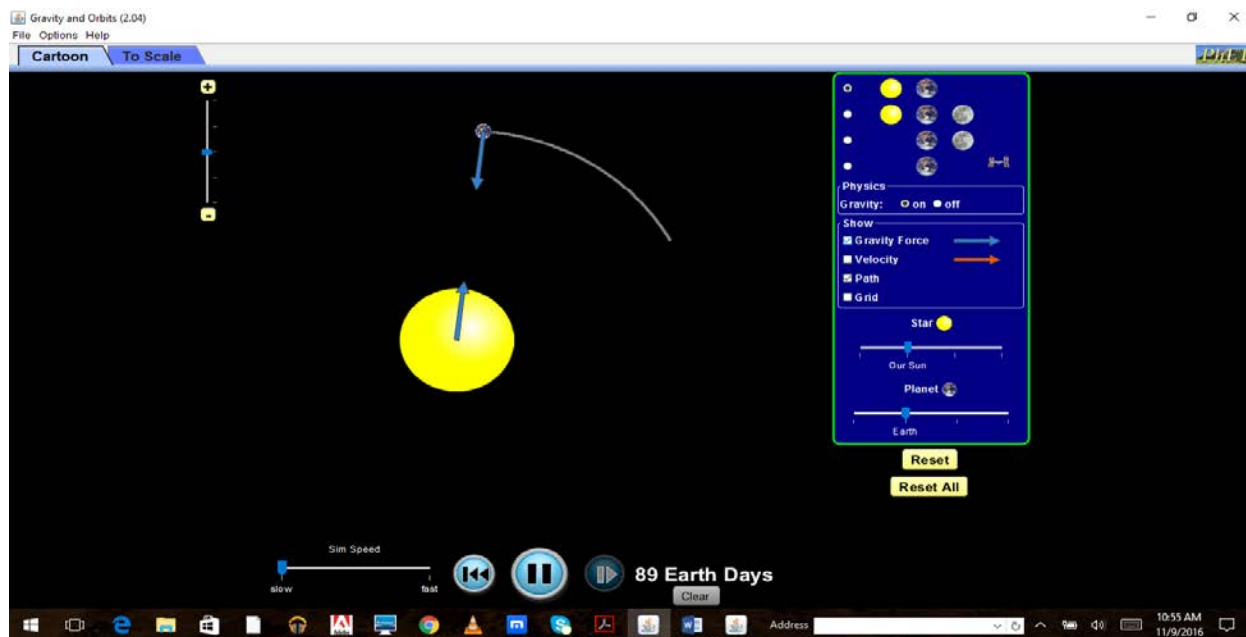 Gravity and Orbits (2.04)
File Options Help
Cartoon To Scale
PhET
+
-
Physics
Gravity: on off
Show
Gravity Force
Velocity
Path
Grid
Star
Our Sun
Planet
Earth
Reset
Reset All
Sim Speed
slow fast
89 Earth Days
Clear
Address
10:55 AM
11/9/2016